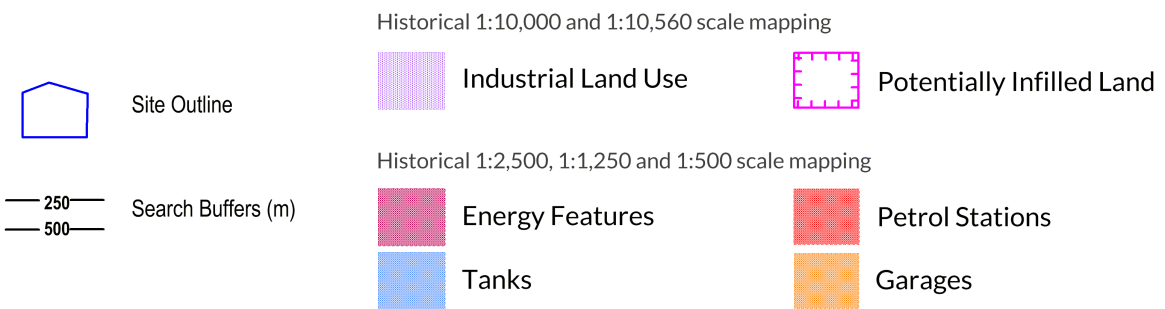 Historical 1:10,000 and 1:10,560 scale mapping
Industrial Land Use
Potentially Infilled Land
Site Outline
Historical 1:2,500, 1:1,250 and 1:500 scale mapping
250
500
Search Buffers (m)
Energy Features
Petrol Stations
Tanks
Garages